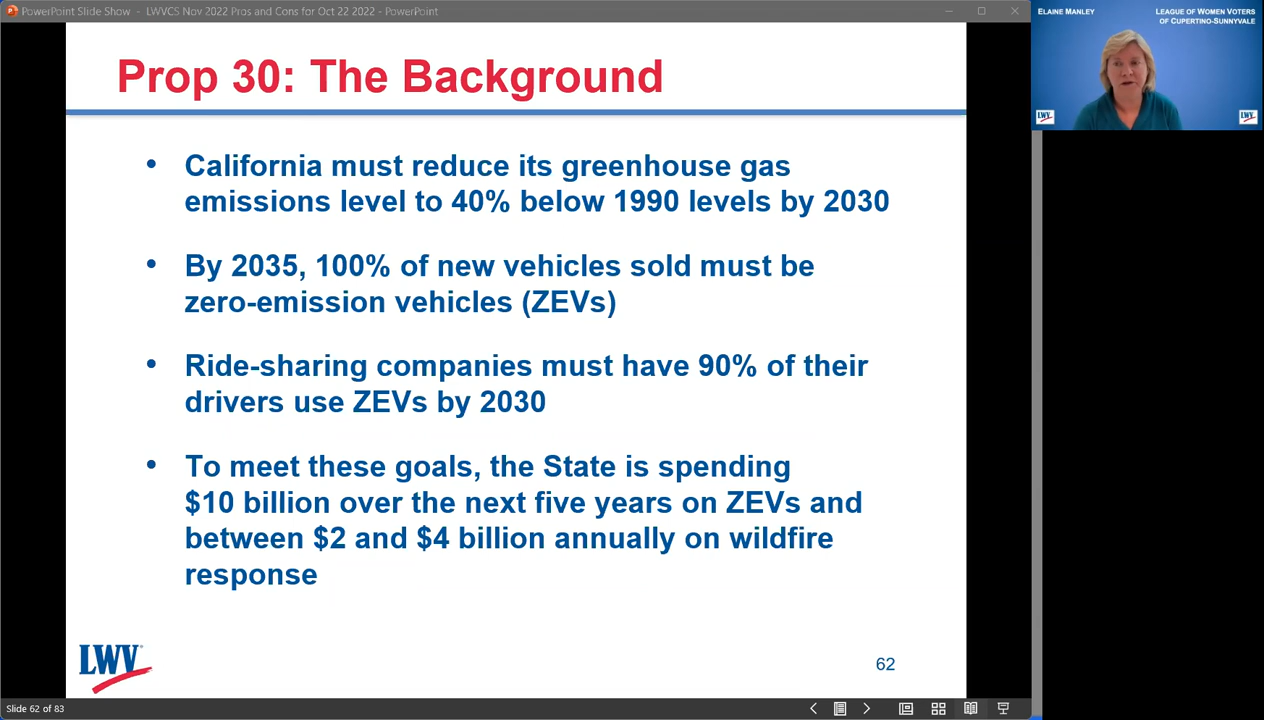 PowerPoint Slide Show - LWVCS Nov 2022 Pros and Cons for Oct 22 2022 - PowerPoint
ELAINE MANLEY
LEAGUE OF WOMEN VOTERS
OF CUPERTINO-SUNNYVALE
LWV
LWV
Prop 30: The Background
• California must reduce its greenhouse gas
emissions level to 40% below 1990 levels by 2030
• By 2035, 100% of new vehicles sold must be
zero-emission vehicles (ZEVs)
• Ride-sharing companies must have 90% of their
drivers use ZEVs by 2030
• To meet these goals, the State is spending
$10 billion over the next five years on ZEVs and
between $2 and $4 billion annually on wildfire
response
LWV
62
Slide 62 of 83